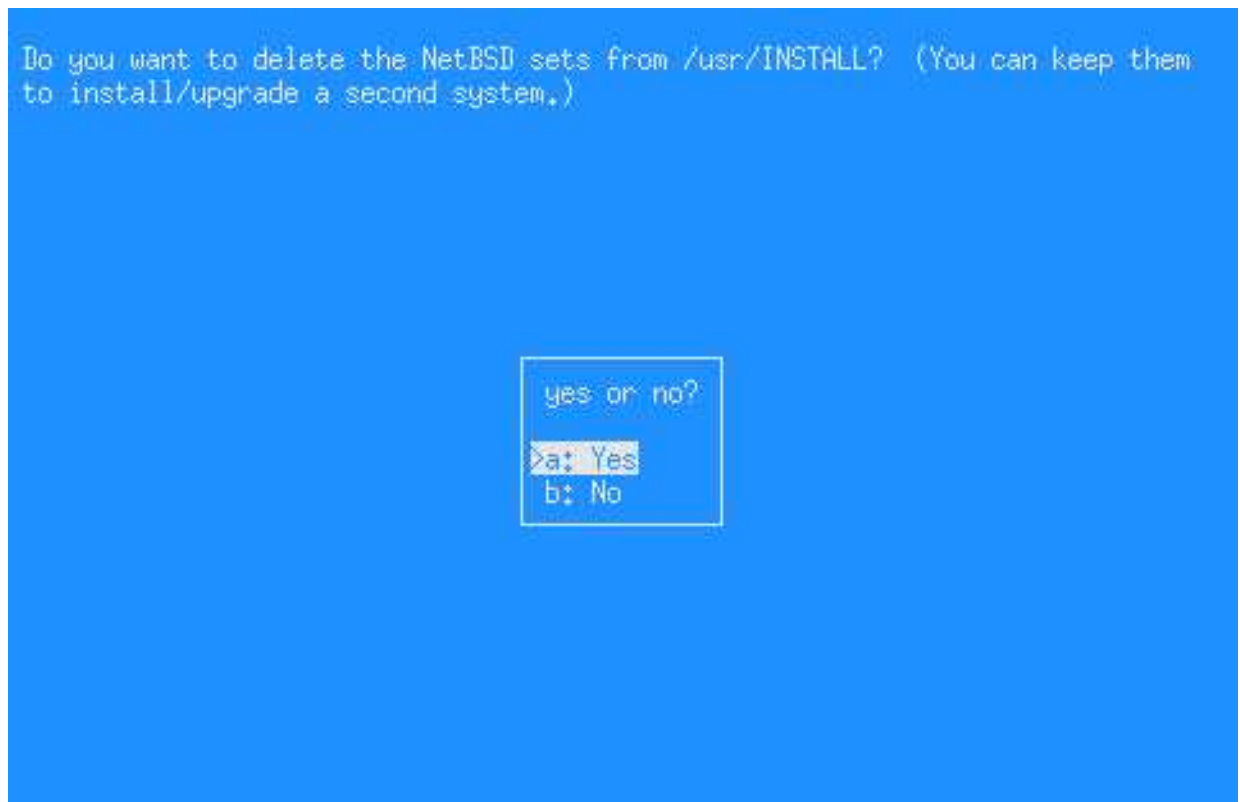 Do you want to delete the NetBSD sets from /usr/INSTALL?  (You can keep them
to install/upgrade a second system.)
yes or no?
>a: Yes
b: No